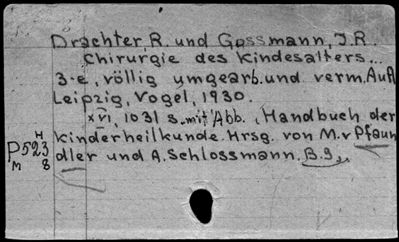 Drachter, R. und Gossmann, J.R.
Chirurgie des Kindesalters...
3-e, völlig umgearb. und verm. Aufl
Leipzig, Vogel, 1930.
XVI, 1031 s. mit Abb. (Handbuch der
Kinderheilkunde. Hrsg. von M. v Pfaun
dler und A. Schlossmann. B. 9.,
H
P523
M 8